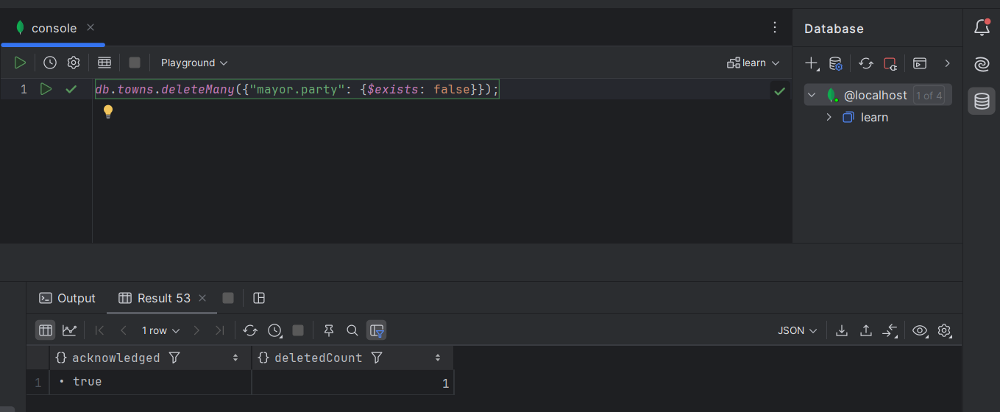 console
Database
Playground
learn
1 db.towns.deleteMany({"mayor.party": {$exists: false}});
@localhost 1 of 4
learn
Output Result 53
1 row
JSON
{} acknowledged {} deletedCount
1 • true 1